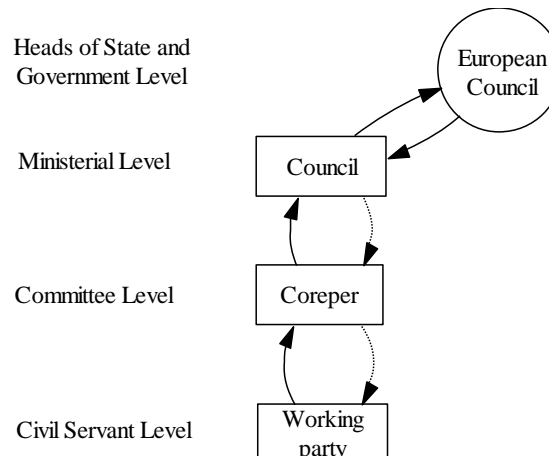 Heads of State and
Government Level
European
Council
Ministerial Level
Council
Committee Level
Coreper
Civil Servant Level
Working
party